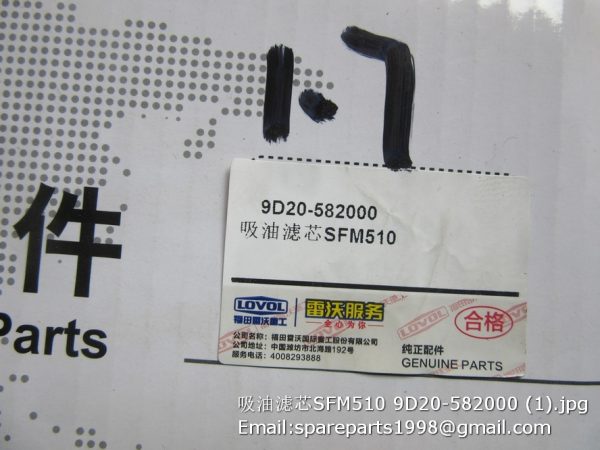 1.7
件
Parts
9D20-582000
吸油滤芯SFM510
LOVOL
福田雷沃重工
雷沃服务
全心为你
公司名称：福田雷沃国际重工股份有限公司
公司地址：中国潍坊市北海路192号
服务电话：4008293888
合格
纯正配件
GENUINE PARTS
吸油滤芯SFM510 9D20-582000 (1).jpg
Email:spareparts1998@gmail.com